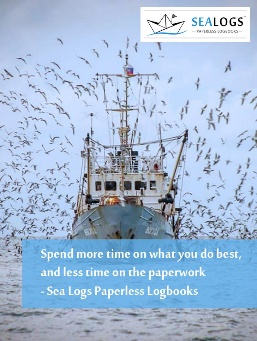 SEALOGS
PAPERLESS LOGBOOKS
Spend more time on what you do best,
and less time on the paperwork
- Sea Logs Paperless Logbooks